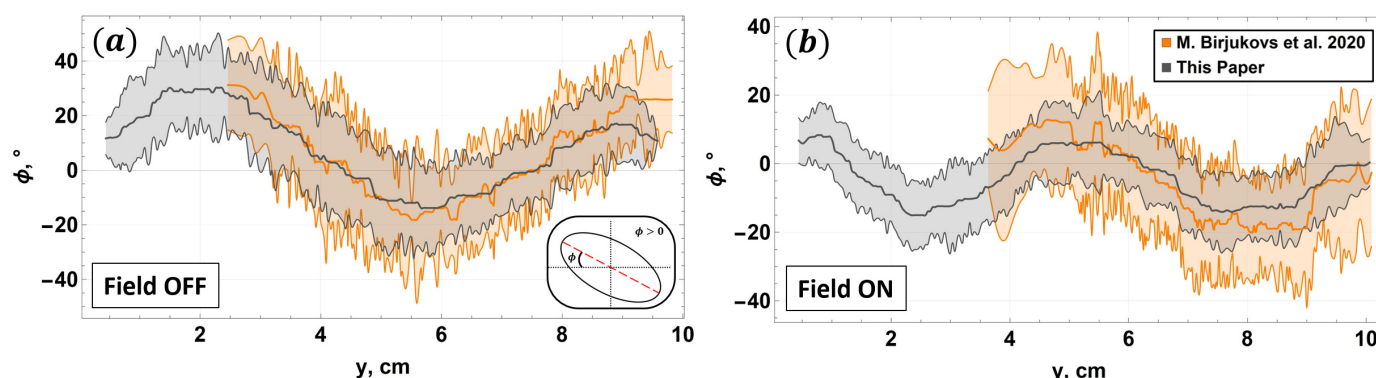 (a)
ϕ, °
40
20
0
−20
−40
ϕ > 0
ϕ
Field OFF
2
4
6
8
10
y, cm
(b)
M. Birjukovs et al. 2020
This Paper
ϕ, °
40
20
0
−20
−40
Field ON
2
4
6
8
10
y, cm